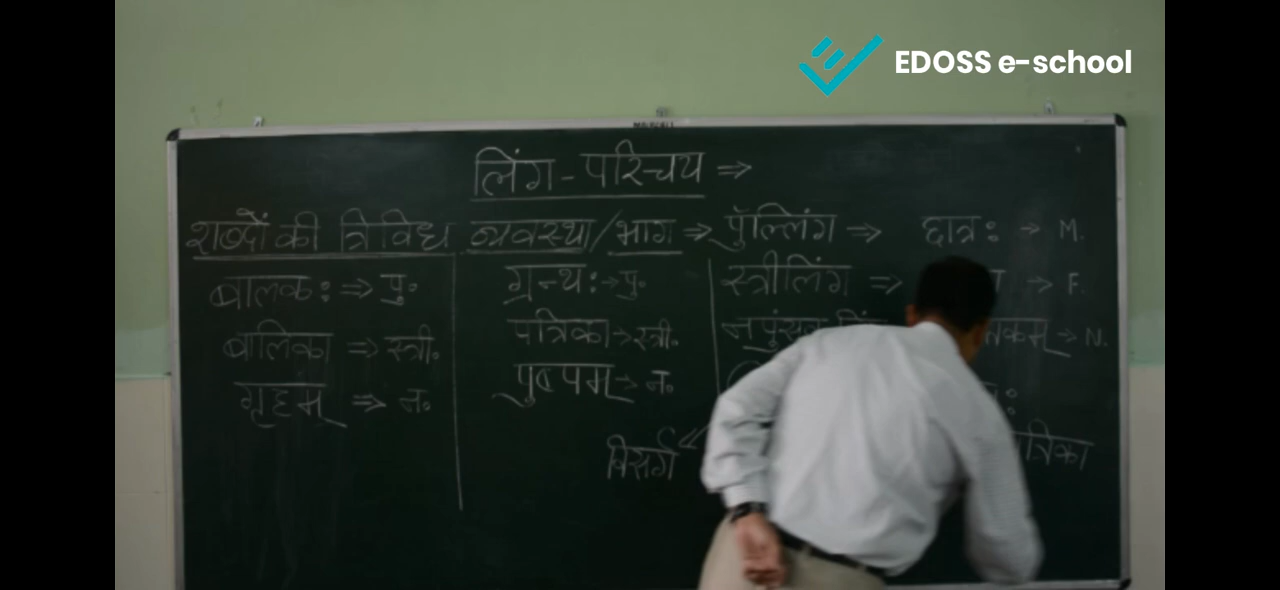 EDOSS e-school
लिंग-परिचय ⇒
शब्दों की त्रिविध व्यवस्था/भाग ⇒ पुँल्लिंग ⇒ छात्रः → M.
बालकः ⇒ पु॰ ग्रन्थः → पु॰ स्त्रीलिंग ⇒ → F.
बालिका ⇒ स्त्री॰ पत्रिका → स्त्री॰ → N.
गृहम् ⇒ न॰ पुष्पम् → न॰
विसर्ग